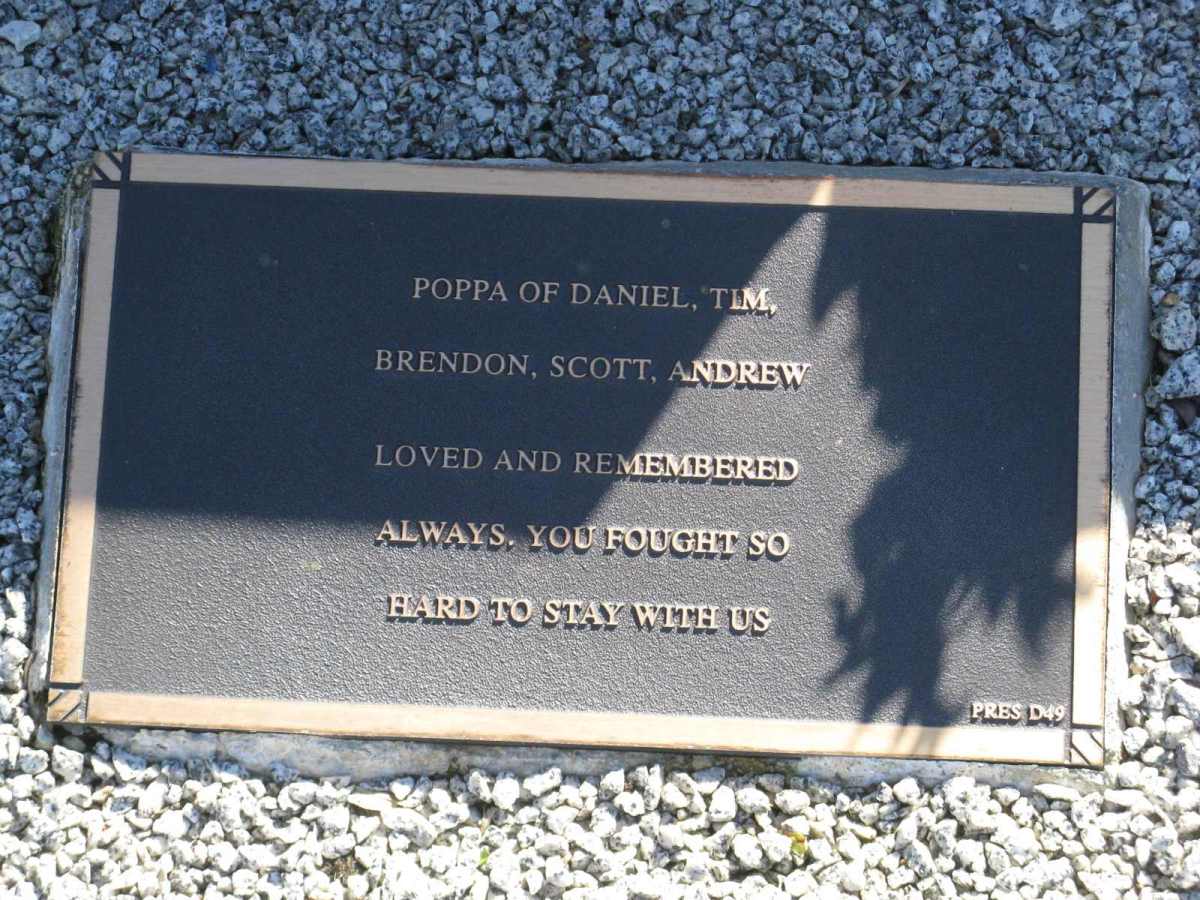 POPPA OF DANIEL, TIM,
BRENDON, SCOTT, ANDREW
LOVED AND REMEMBERED
ALWAYS. YOU FOUGHT SO
HARD TO STAY WITH US
PRES D49